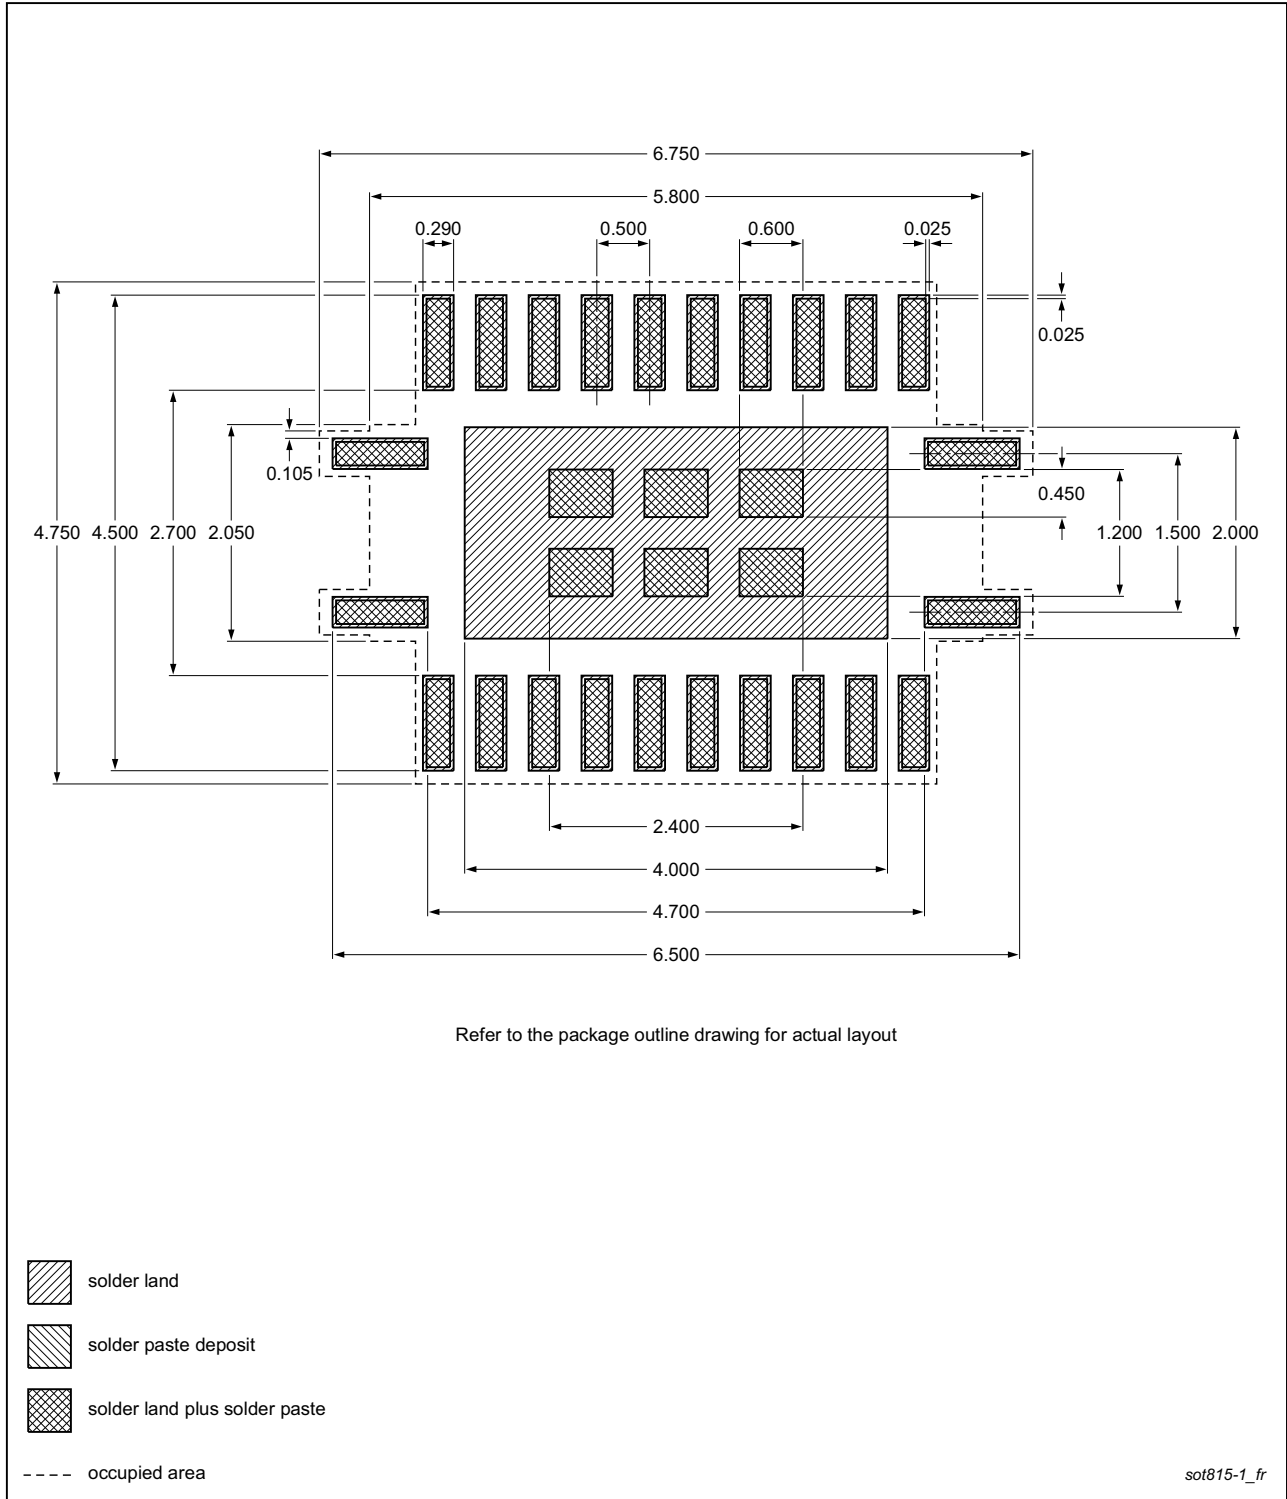 6.750
5.800
0.290 0.500 0.600 0.025
0.025
0.105
0.450
4.750 4.500 2.700 2.050 1.200 1.500 2.000
2.400
4.000
4.700
6.500
Refer to the package outline drawing for actual layout
solder land
solder paste deposit
solder land plus solder paste
occupied area
sot815-1_fr